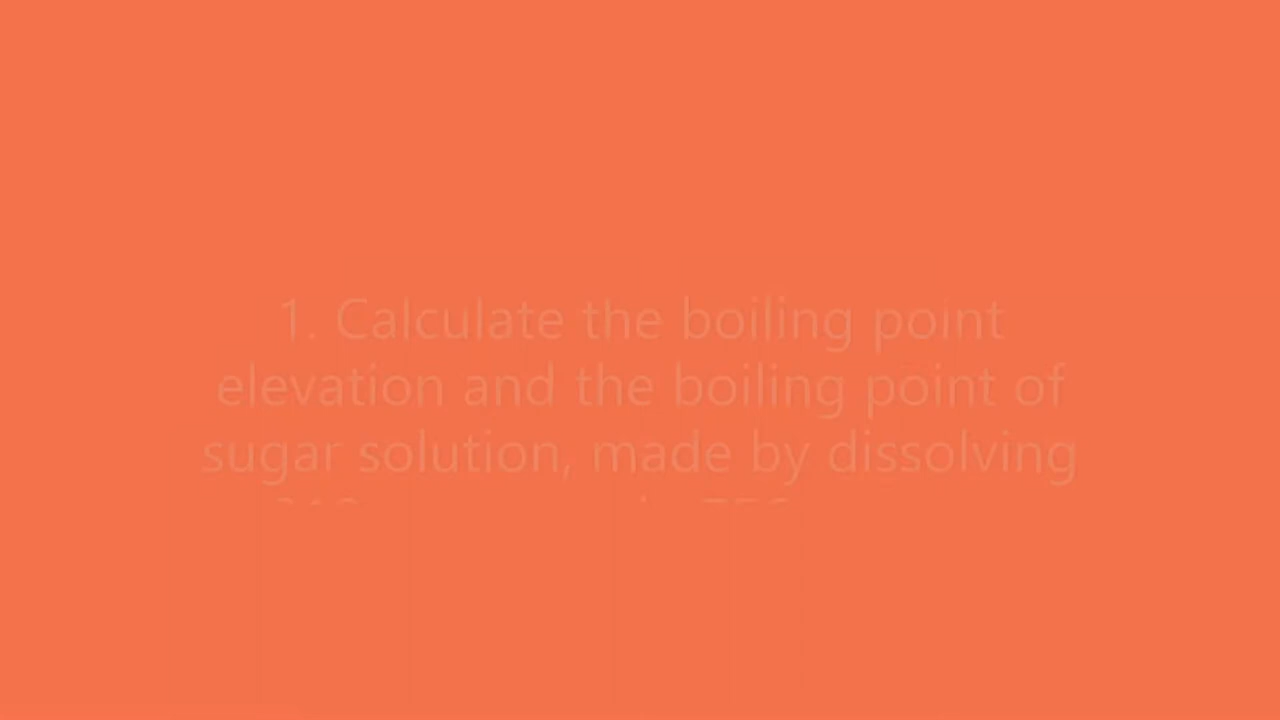 1. Calculate the boiling point
elevation and the boiling point of
sugar solution, made by dissolving